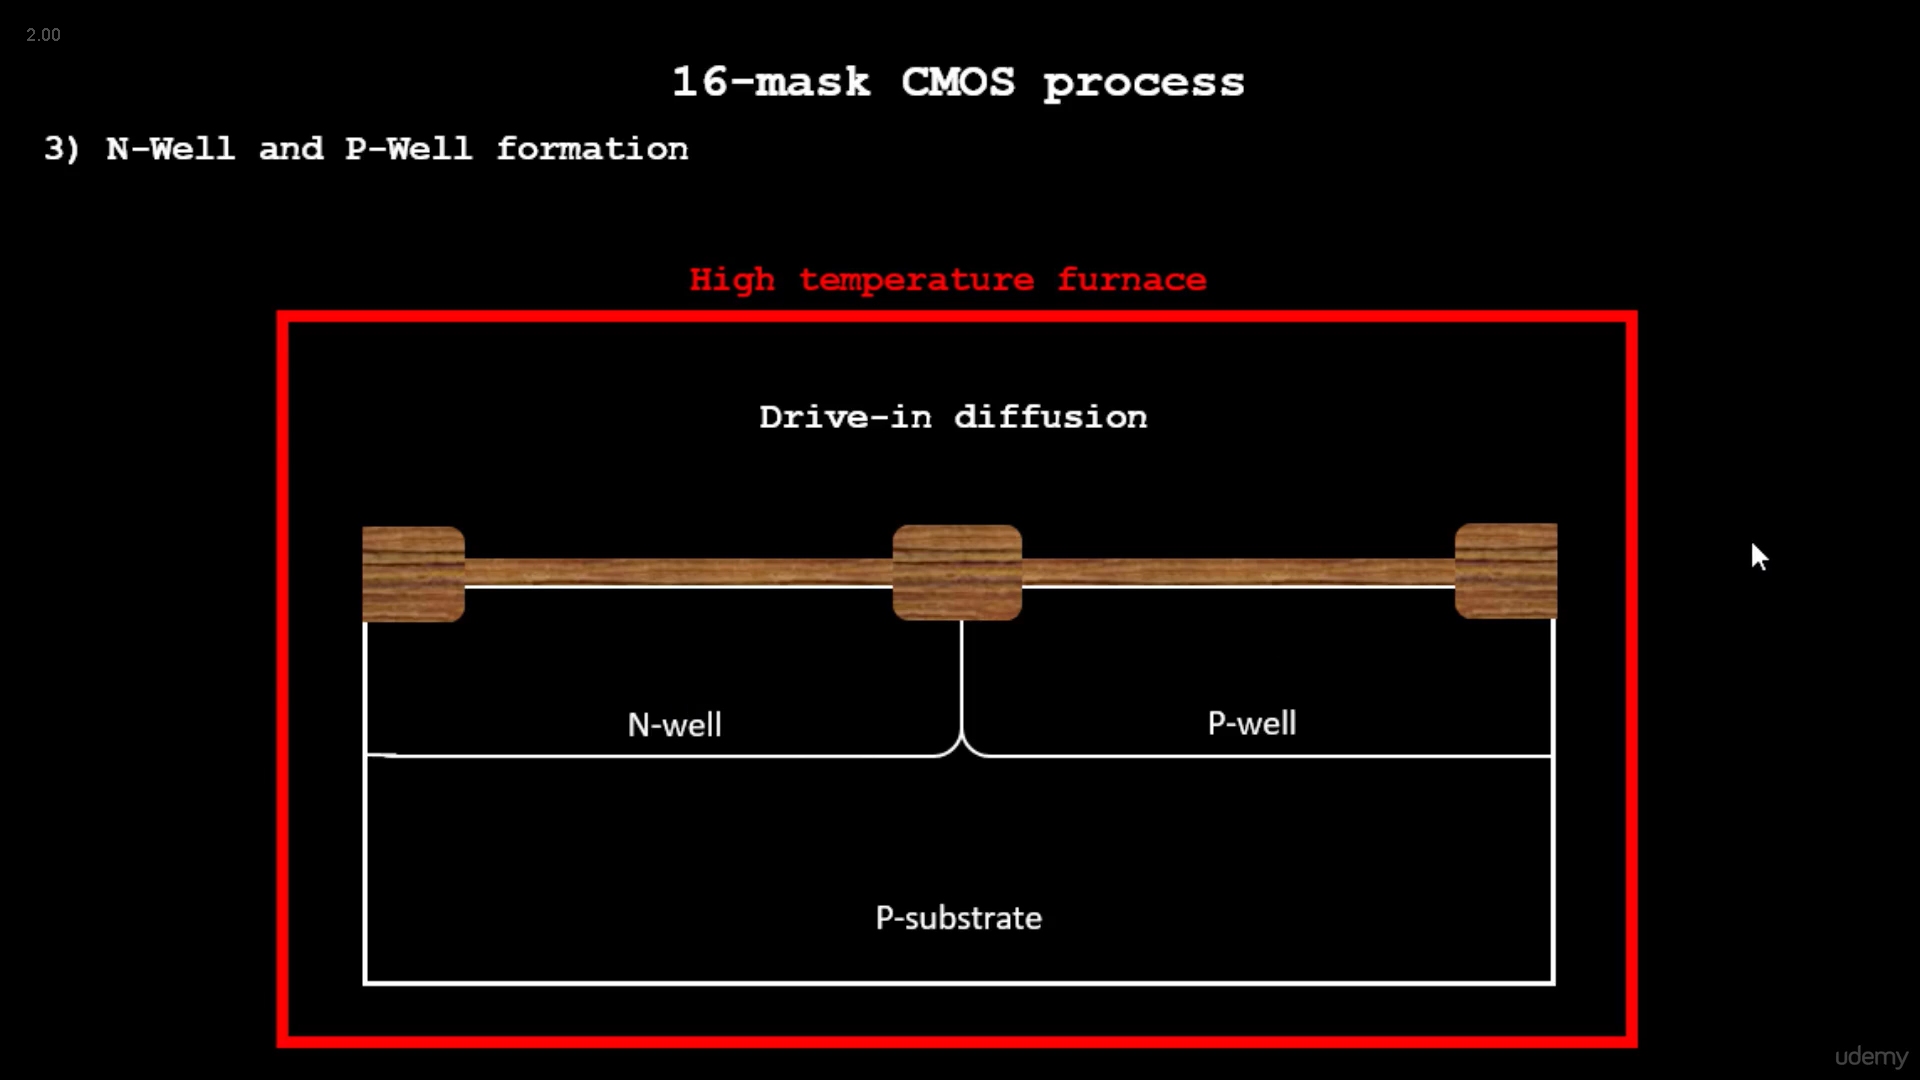 2.00
16-mask CMOS process
3) N-Well and P-Well formation
High temperature furnace
Drive-in diffusion
N-well
P-well
P-substrate
udemy